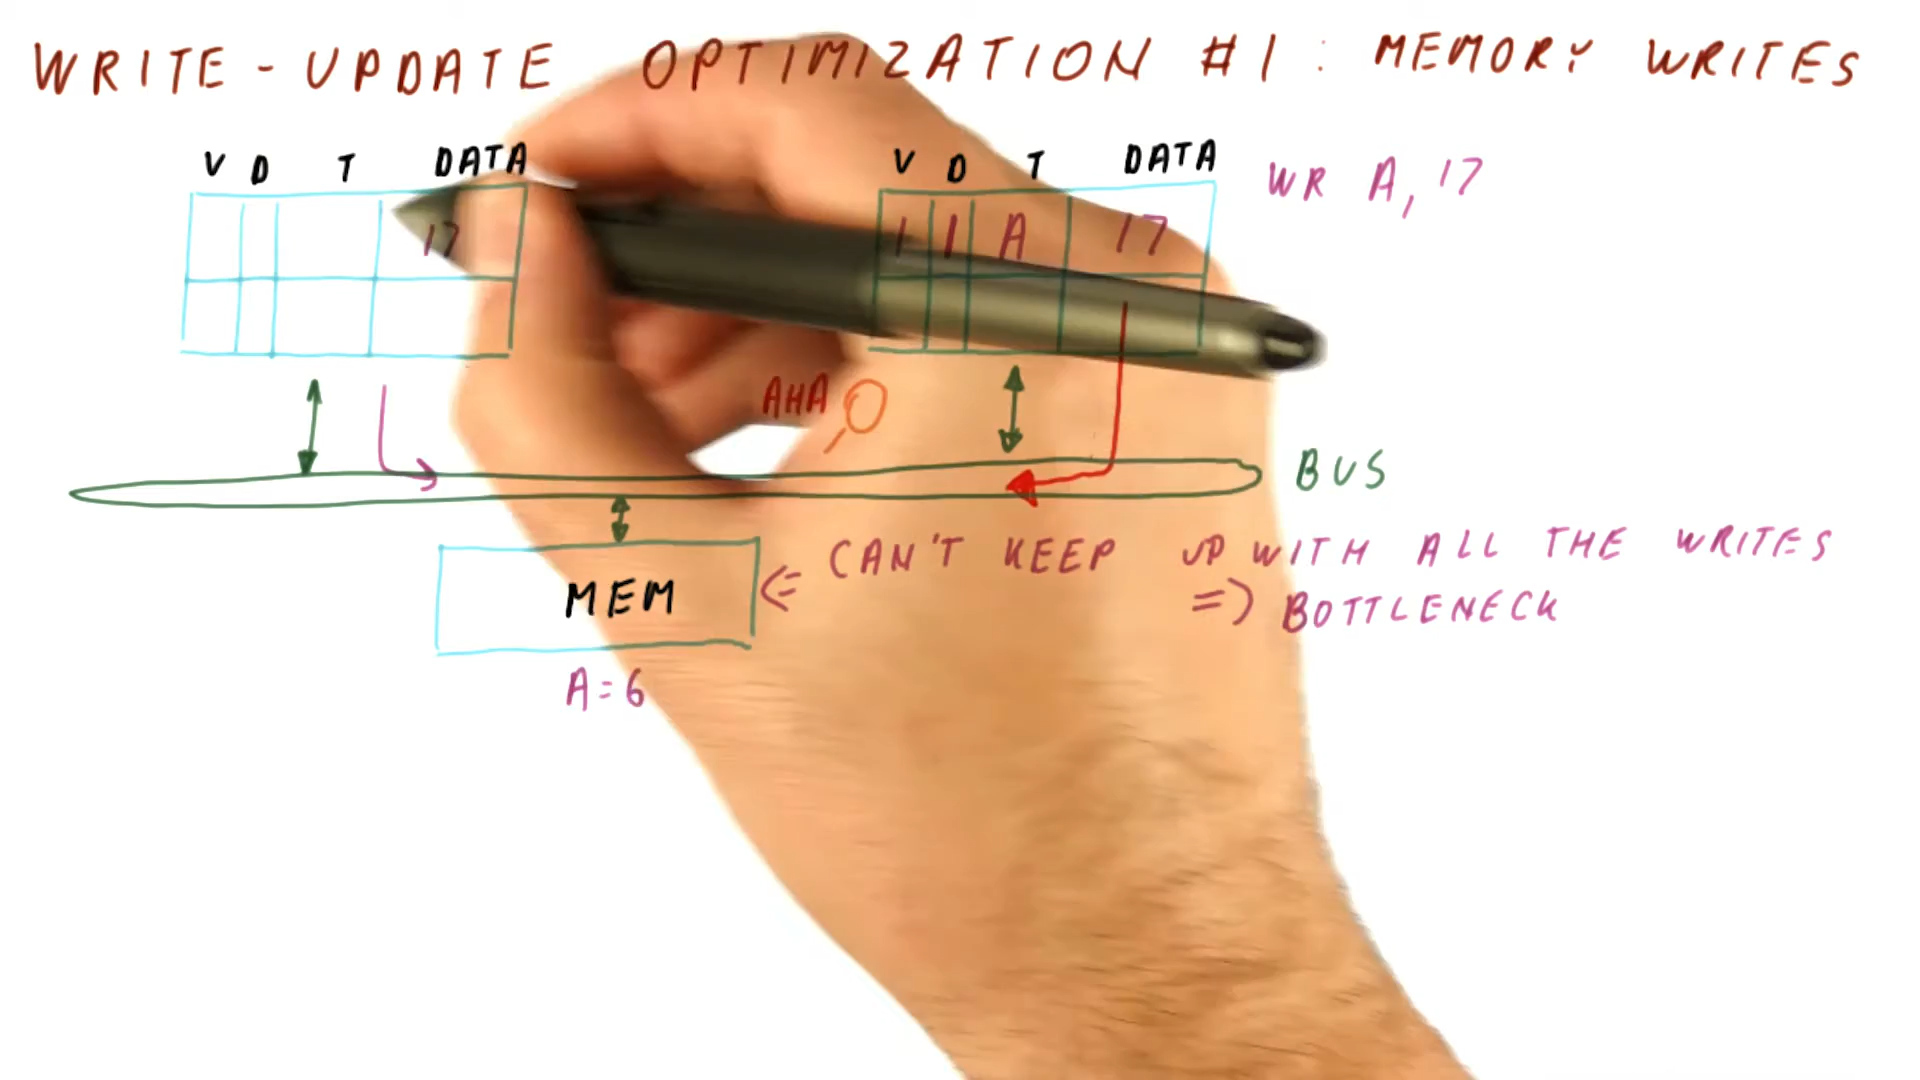 WRITE-UPDATE OPTIMIZATION #1: MEMORY WRITES
V D T DATA
17
V D T DATA
1 1 A 17
WR A, 17
AHA
BUS
MEM
A=6
<= CAN'T KEEP UP WITH ALL THE WRITES
=> BOTTLENECK